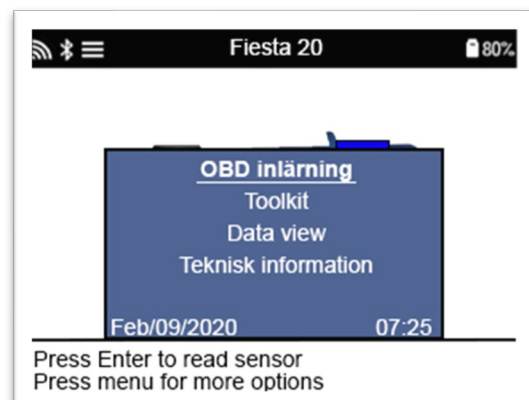 Fiesta 20
80%
OBD inlärning
Toolkit
Data view
Teknisk information
Feb/09/2020 07:25
Press Enter to read sensor
Press menu for more options